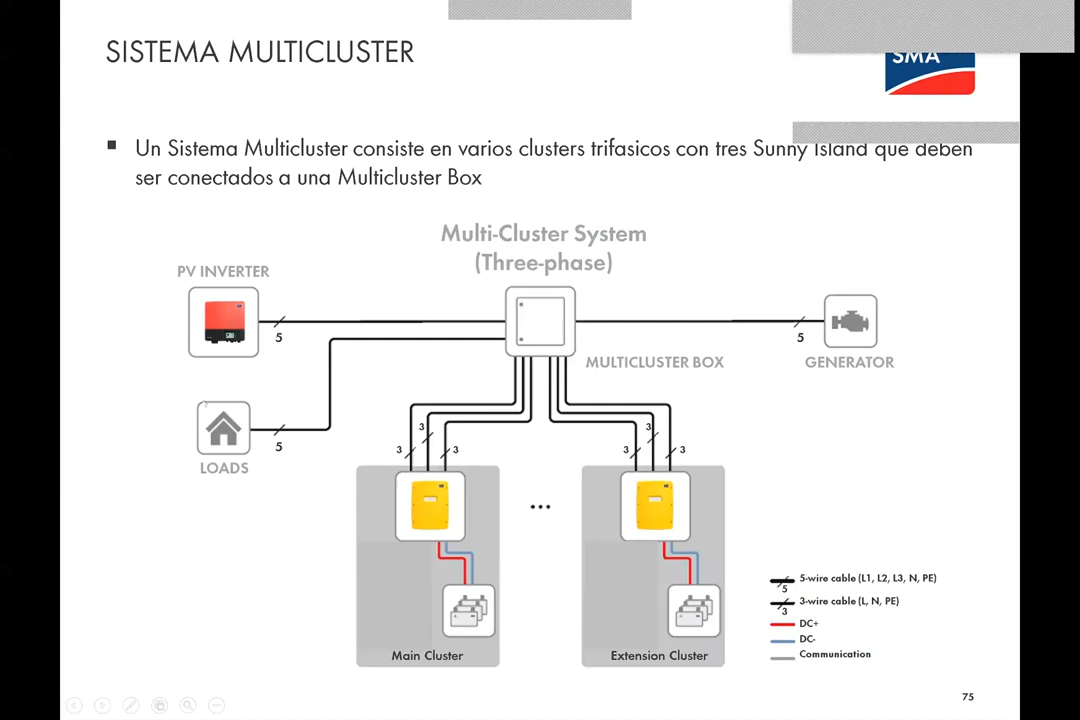 SISTEMA MULTICLUSTER
SMA
Un Sistema Multicluster consiste en varios clusters trifasicos con tres Sunny Island que deben
ser conectados a una Multicluster Box
Multi-Cluster System
(Three-phase)
PV INVERTER
5
5
MULTICLUSTER BOX
GENERATOR
LOADS
5
3
3
3
3
3
3
...
Main Cluster
Extension Cluster
5-wire cable (L1, L2, L3, N, PE)
5
3-wire cable (L, N, PE)
3
DC+
DC-
Communication
75